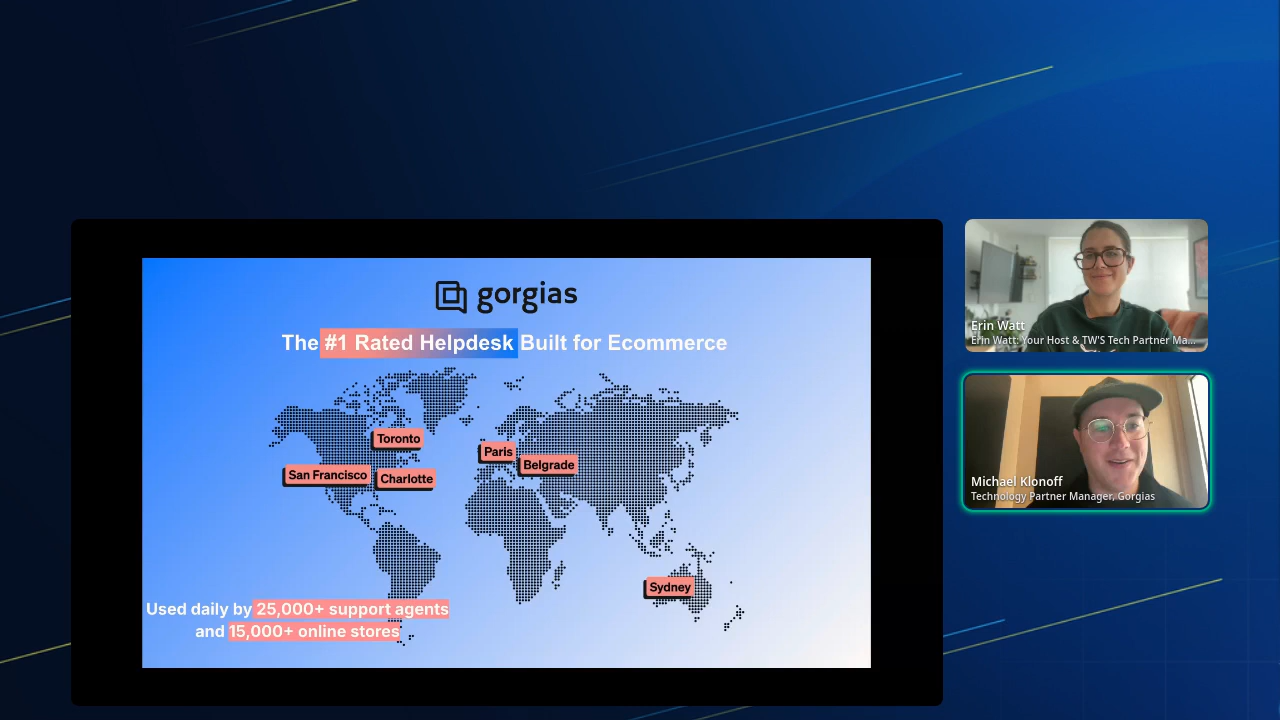 gorgias
The #1 Rated Helpdesk Built for Ecommerce
Toronto
Paris
Belgrade
San Francisco
Charlotte
Sydney
Used daily by 25,000+ support agents
and 15,000+ online stores
Erin Watt
Erin Watt: Your Host & TW'S Tech Partner Ma...
Michael Klonoff
Technology Partner Manager, Gorgias